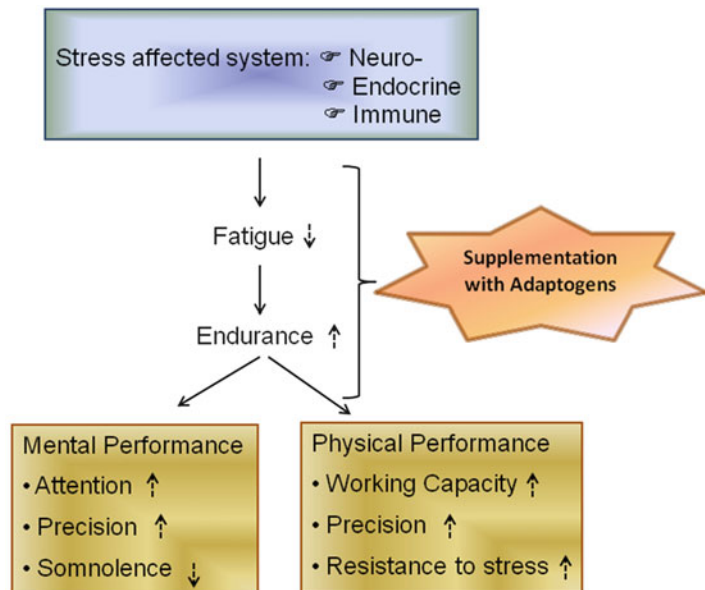 Stress affected system: ☞ Neuro-
☞ Endocrine
☞ Immune
Fatigue ⇣
Supplementation
with Adaptogens
Endurance ⇡
Mental Performance
• Attention ⇡
• Precision ⇡
• Somnolence ⇣
Physical Performance
• Working Capacity ⇡
• Precision ⇡
• Resistance to stress ⇡